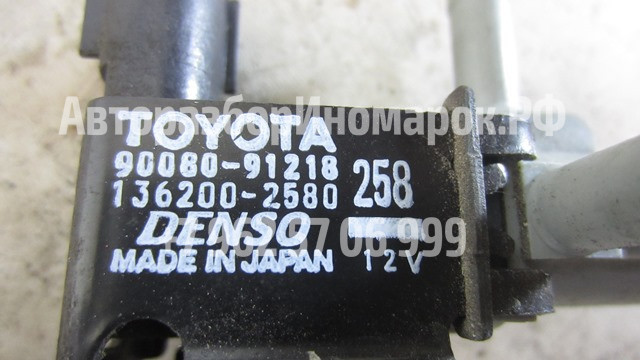 АвторазборИномарок.РФ
TOYOTA
90080-91218
136200-2580 258
DENSO
MADE IN JAPAN 12V